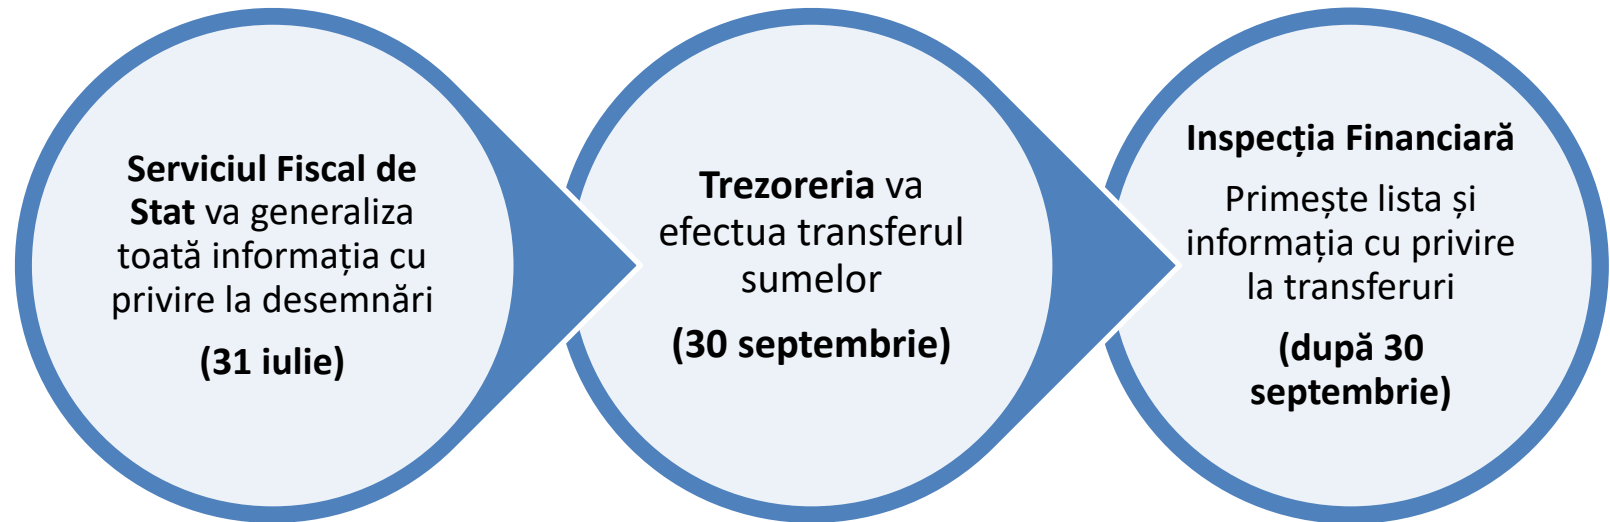 Serviciul Fiscal de
Stat va generaliza
toată informația cu
privire la desemnări
(31 iulie)
Trezoreria va
efectua transferul
sumelor
(30 septembrie)
Inspecția Financiară
Primește lista și
informația cu privire
la transferuri
(după 30
septembrie)